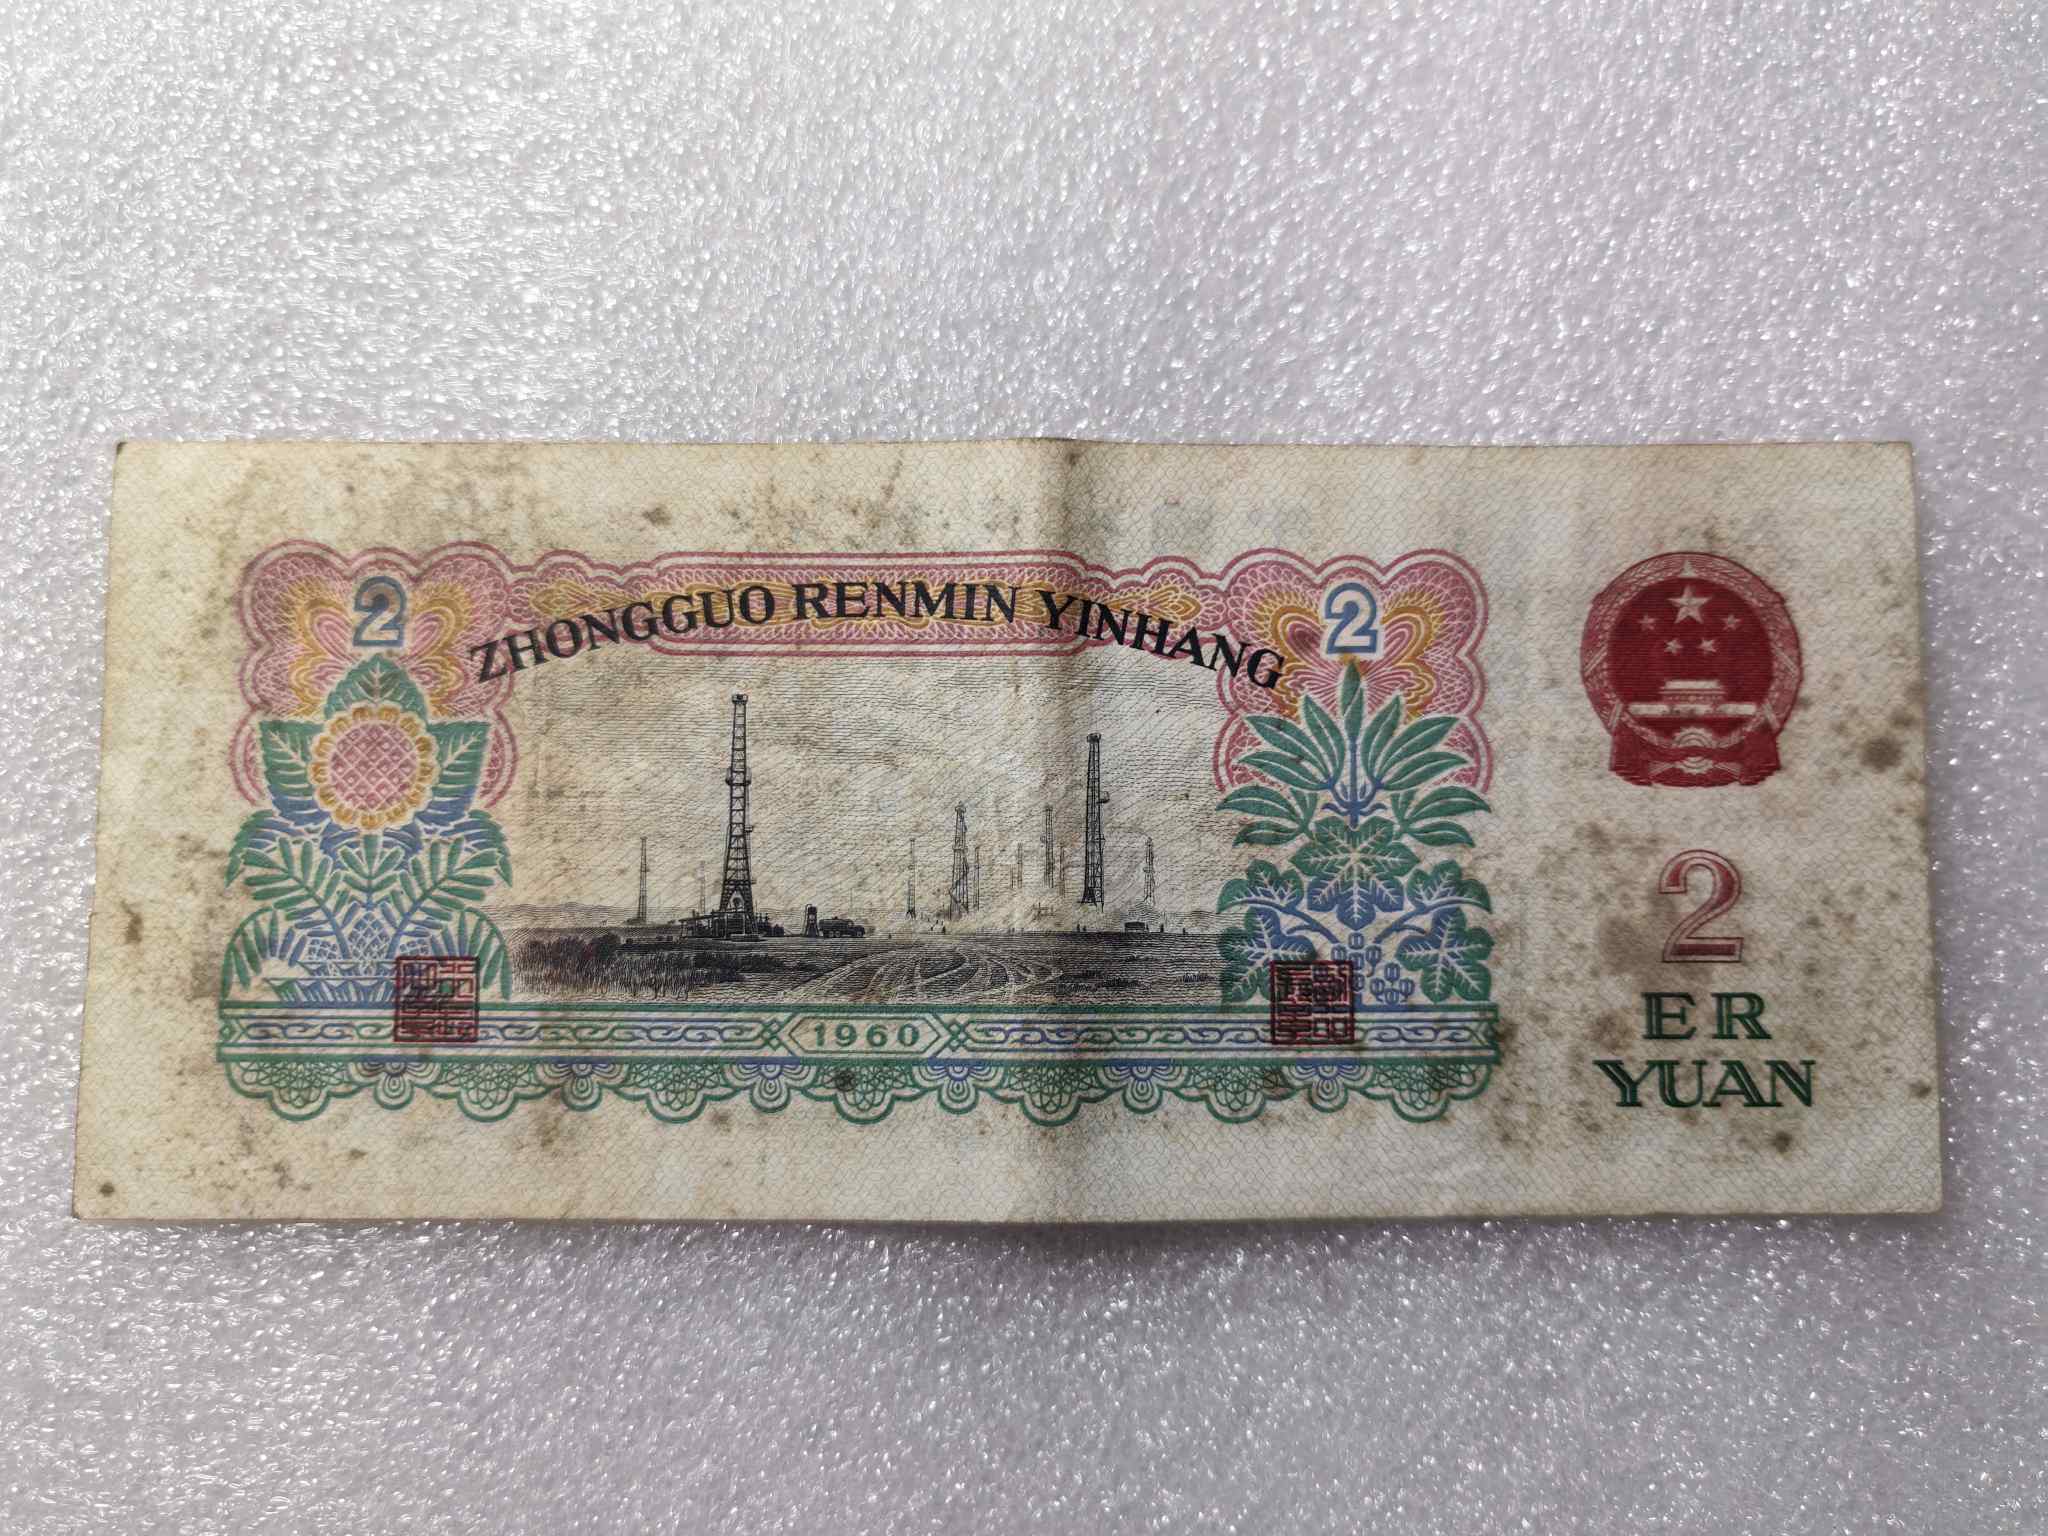 2
ZHONGGUO RENMIN YINHANG
2
2
ER
YUAN
1960